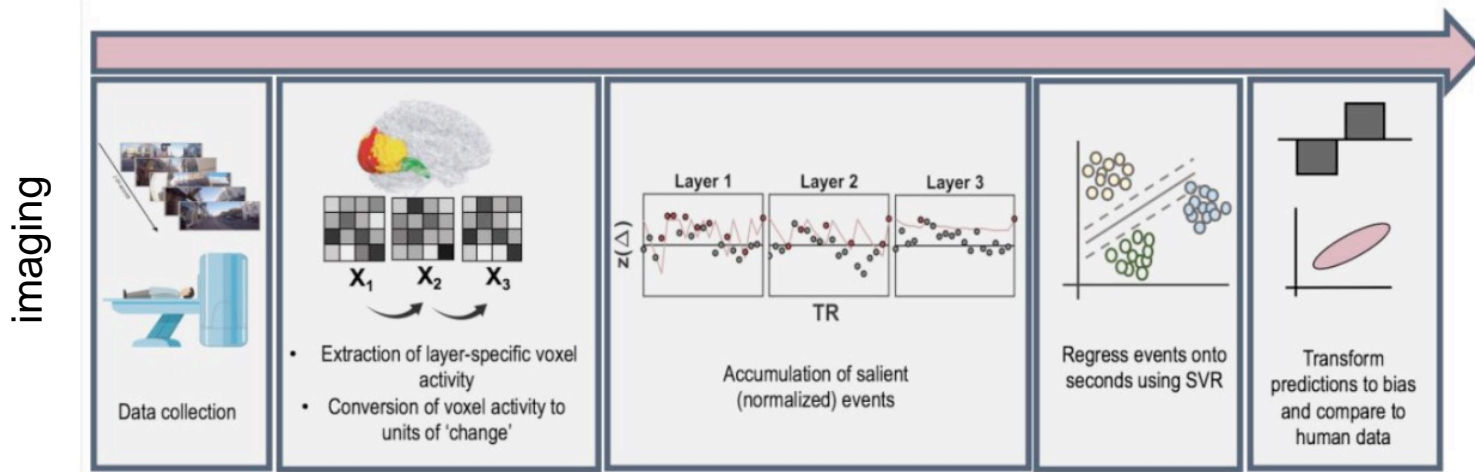 imaging
Data collection
X1
X2
X3
• Extraction of layer-specific voxel
activity
• Conversion of voxel activity to
units of ‘change’
Layer 1
Layer 2
Layer 3
z(△)
TR
Accumulation of salient
(normalized) events
Regress events onto
seconds using SVR
Transform
predictions to bias
and compare to
human data